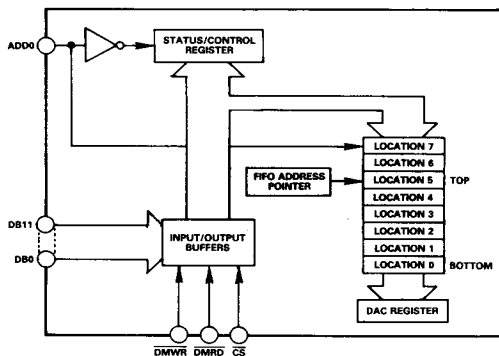 ADD0
STATUS/CONTROL
REGISTER
LOCATION 7
LOCATION 6
LOCATION 5
TOP
LOCATION 4
LOCATION 3
LOCATION 2
LOCATION 1
LOCATION 0
BOTTOM
FIFO ADDRESS
POINTER
DB11
DB0
INPUT/OUTPUT
BUFFERS
DAC REGISTER
DMWR DMRD CS